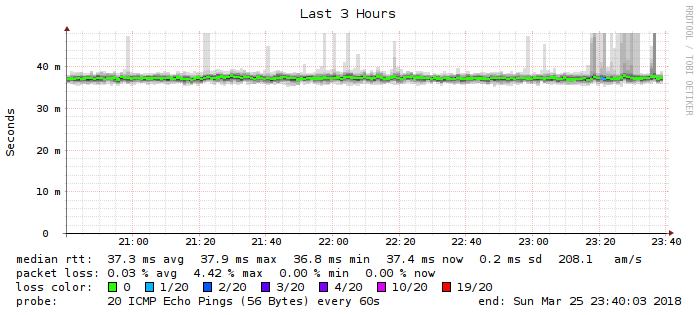 Last 3 Hours
RRDTOOL / TOBI OETIKER
Seconds
40 m
30 m
20 m
10 m
0
21:00 21:20 21:40 22:00 22:20 22:40 23:00 23:20 23:40
median rtt: 37.3 ms avg 37.9 ms max 36.8 ms min 37.4 ms now 0.2 ms sd 208.1 am/s
packet loss: 0.03 % avg 4.42 % max 0.00 % min 0.00 % now
loss color: 0 1/20 2/20 3/20 4/20 10/20 19/20
probe: 20 ICMP Echo Pings (56 Bytes) every 60s end: Sun Mar 25 23:40:03 2018